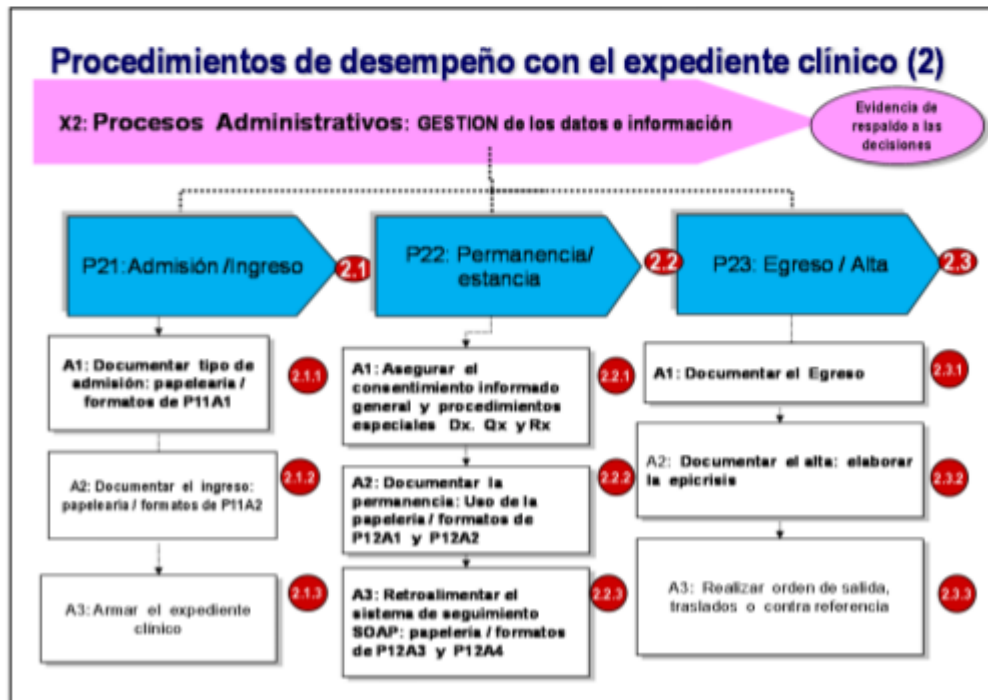 Procedimientos de desempeño con el expediente clínico (2)
X2: Procesos Administrativos: GESTION de los datos e información
Evidencia de
respaldo a las
decisiones
P21:Admisión /Ingreso
2.1
P22: Permanencia/
estancia
2.2
P23: Egreso / Alta
2.3
A1: Documentar tipo de
admisión: papelearia /
formatos de P11A1
2.1.1
A2: Documentar el ingreso:
papelearia / formatos de P11A2
2.1.2
A3: Armar el expediente
clínico
2.1.3
A1: Asegurar el
consentimiento informado
general y procedimientos
especiales Dx. Qx y Rx
2.2.1
A2: Documentar la
permanencia: Uso de la
papelería / formatos de
P12A1 y P12A2
2.2.2
A3: Retroalimentar el
sistema de seguimiento
SOAP: papelería / formatos
de P12A3 y P12A4
2.2.3
A1: Documentar el Egreso
2.3.1
A2: Documentar el alta: elaborar
la epicrisis
2.3.2
A3: Realizar orden de salida,
traslados o contra referencia
2.3.3